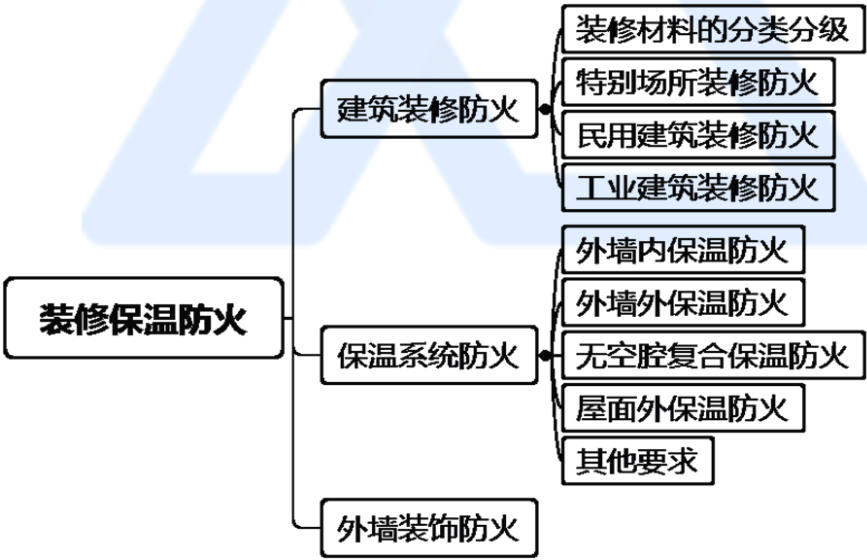 装修保温防火
建筑装修防火
装修材料的分类分级
特别场所装修防火
民用建筑装修防火
工业建筑装修防火
保温系统防火
外墙内保温防火
外墙外保温防火
无空腔复合保温防火
屋面外保温防火
其他要求
外墙装饰防火